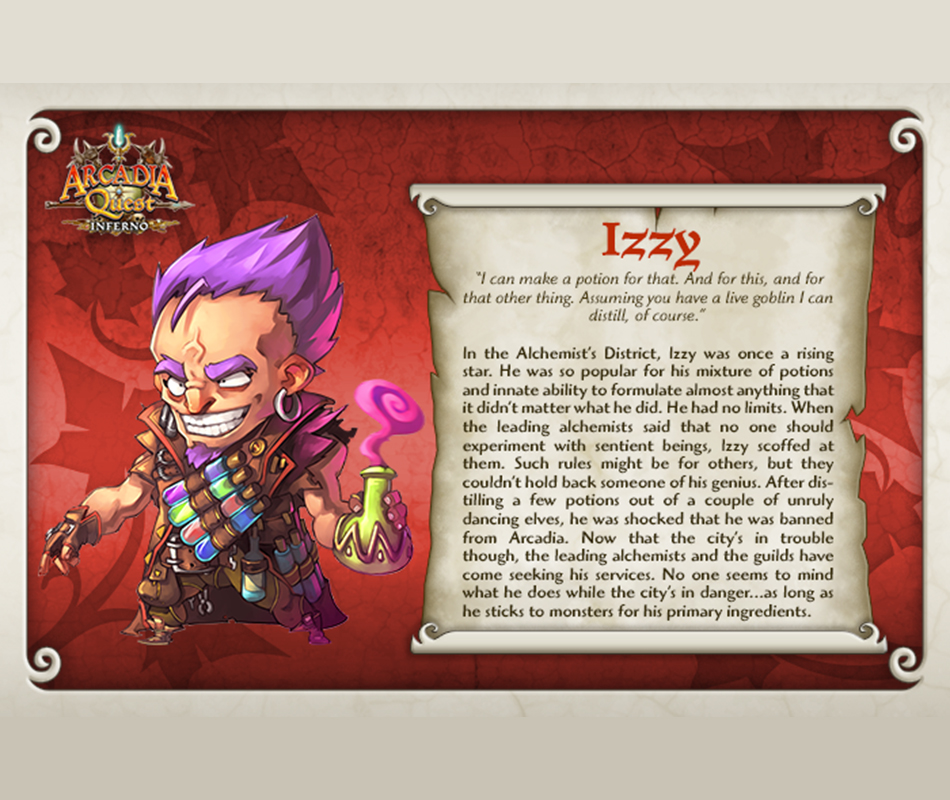 ARCADIA
Quest
INFERNO
Izzy
"I can make a potion for that. And for this, and for
that other thing. Assuming you have a live goblin I can
distill, of course."
In the Alchemist's District, Izzy was once a rising
star. He was so popular for his mixture of potions
and innate ability to formulate almost anything that
it didn't matter what he did. He had no limits. When
the leading alchemists said that no one should
experiment with sentient beings, Izzy scoffed at
them. Such rules might be for others, but they
couldn't hold back someone of his genius. After dis-
tilling a few potions out of a couple of unruly
dancing elves, he was shocked that he was banned
from Arcadia. Now that the city's in trouble
though, the leading alchemists and the guilds have
come seeking his services. No one seems to mind
what he does while the city's in danger...as long as
he sticks to monsters for his primary ingredients.